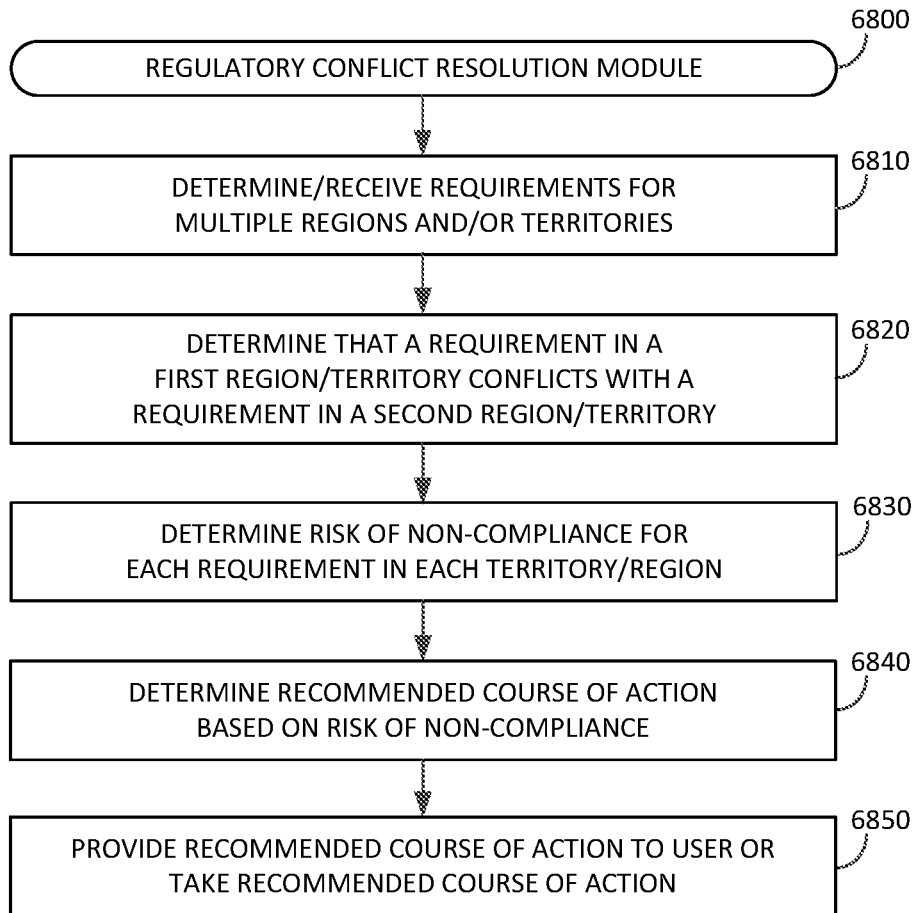 6800
REGULATORY CONFLICT RESOLUTION MODULE
6810
DETERMINE/RECEIVE REQUIREMENTS FOR
MULTIPLE REGIONS AND/OR TERRITORIES
6820
DETERMINE THAT A REQUIREMENT IN A
FIRST REGION/TERRITORY CONFLICTS WITH A
REQUIREMENT IN A SECOND REGION/TERRITORY
6830
DETERMINE RISK OF NON-COMPLIANCE FOR
EACH REQUIREMENT IN EACH TERRITORY/REGION
6840
DETERMINE RECOMMENDED COURSE OF ACTION
BASED ON RISK OF NON-COMPLIANCE
6850
PROVIDE RECOMMENDED COURSE OF ACTION TO USER OR
TAKE RECOMMENDED COURSE OF ACTION